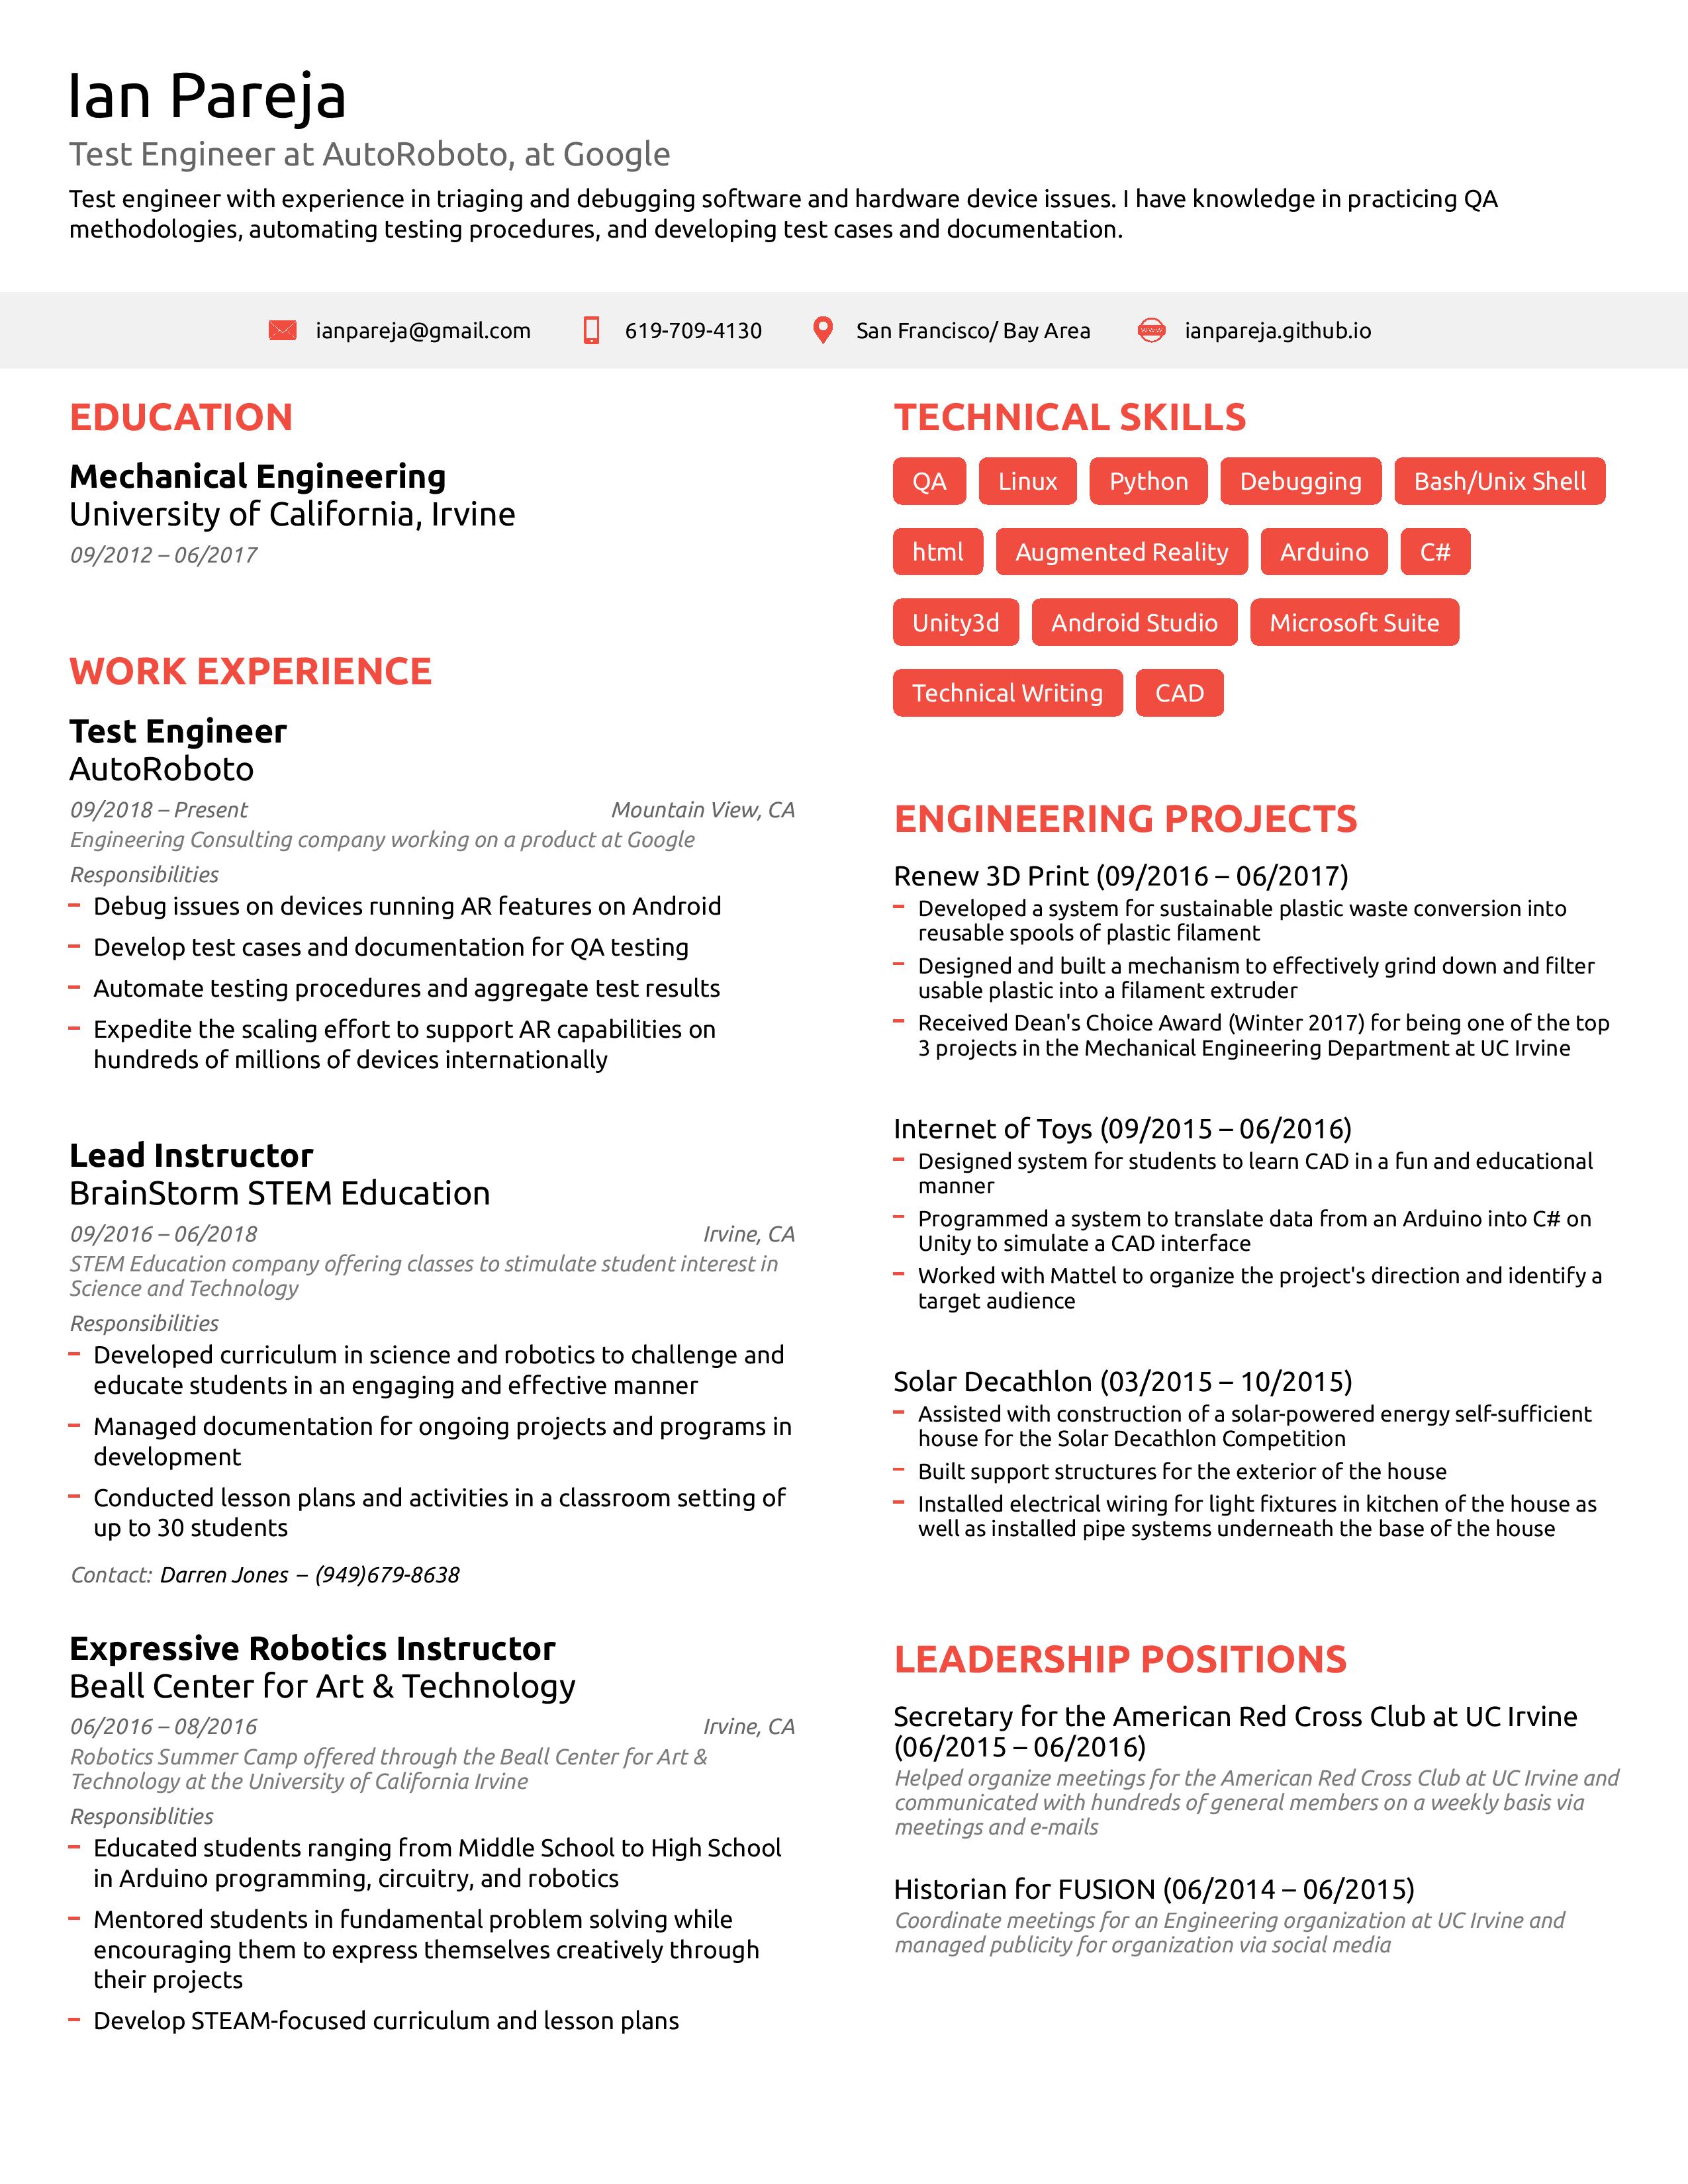 Ian Pareja
Test Engineer at AutoRoboto, at Google
Test engineer with experience in triaging and debugging software and hardware device issues. I have knowledge in practicing QA
methodologies, automating testing procedures, and developing test cases and documentation.
ianpareja@gmail.com 619-709-4130 San Francisco/ Bay Area ianpareja.github.io
EDUCATION
Mechanical Engineering
University of California, Irvine
09/2012 – 06/2017
WORK EXPERIENCE
Test Engineer
AutoRoboto
09/2018 – Present Mountain View, CA
Engineering Consulting company working on a product at Google
Responsibilities
– Debug issues on devices running AR features on Android
– Develop test cases and documentation for QA testing
– Automate testing procedures and aggregate test results
– Expedite the scaling effort to support AR capabilities on
hundreds of millions of devices internationally
Lead Instructor
BrainStorm STEM Education
09/2016 – 06/2018 Irvine, CA
STEM Education company offering classes to stimulate student interest in
Science and Technology
Responsibilities
– Developed curriculum in science and robotics to challenge and
educate students in an engaging and effective manner
– Managed documentation for ongoing projects and programs in
development
– Conducted lesson plans and activities in a classroom setting of
up to 30 students
Contact: Darren Jones – (949)679-8638
Expressive Robotics Instructor
Beall Center for Art & Technology
06/2016 – 08/2016 Irvine, CA
Robotics Summer Camp offered through the Beall Center for Art &
Technology at the University of California Irvine
Responsiblities
– Educated students ranging from Middle School to High School
in Arduino programming, circuitry, and robotics
– Mentored students in fundamental problem solving while
encouraging them to express themselves creatively through
their projects
– Develop STEAM-focused curriculum and lesson plans
TECHNICAL SKILLS
QA Linux Python Debugging Bash/Unix Shell
html Augmented Reality Arduino C#
Unity3d Android Studio Microsoft Suite
Technical Writing CAD
ENGINEERING PROJECTS
Renew 3D Print (09/2016 – 06/2017)
– Developed a system for sustainable plastic waste conversion into
reusable spools of plastic filament
– Designed and built a mechanism to effectively grind down and filter
usable plastic into a filament extruder
– Received Dean's Choice Award (Winter 2017) for being one of the top
3 projects in the Mechanical Engineering Department at UC Irvine
Internet of Toys (09/2015 – 06/2016)
– Designed system for students to learn CAD in a fun and educational
manner
– Programmed a system to translate data from an Arduino into C# on
Unity to simulate a CAD interface
– Worked with Mattel to organize the project's direction and identify a
target audience
Solar Decathlon (03/2015 – 10/2015)
– Assisted with construction of a solar-powered energy self-sufficient
house for the Solar Decathlon Competition
– Built support structures for the exterior of the house
– Installed electrical wiring for light fixtures in kitchen of the house as
well as installed pipe systems underneath the base of the house
LEADERSHIP POSITIONS
Secretary for the American Red Cross Club at UC Irvine
(06/2015 – 06/2016)
Helped organize meetings for the American Red Cross Club at UC Irvine and
communicated with hundreds of general members on a weekly basis via
meetings and e-mails
Historian for FUSION (06/2014 – 06/2015)
Coordinate meetings for an Engineering organization at UC Irvine and
managed publicity for organization via social media